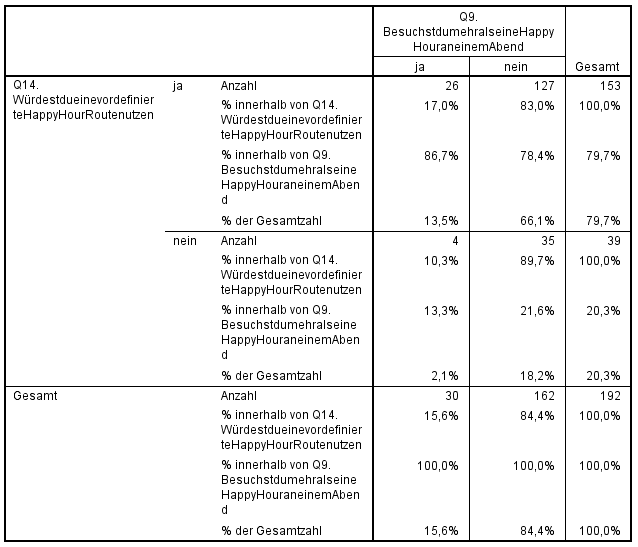 Q9.
BesuchstdumehralseineHappy
HouraneinemAbend
ja nein Gesamt
Q14. ja Anzahl 26 127 153
WürdestdueinevordefinierteHappyHourRoutenutzen
% innerhalb von Q14. 17,0% 83,0% 100,0%
WürdestdueinevordefinierteHappyHourRoutenutzen
% innerhalb von Q9. 86,7% 78,4% 79,7%
BesuchstdumehralseineHappyHouraneinemAbend
% der Gesamtzahl 13,5% 66,1% 79,7%
nein Anzahl 4 35 39
% innerhalb von Q14. 10,3% 89,7% 100,0%
WürdestdueinevordefinierteHappyHourRoutenutzen
% innerhalb von Q9. 13,3% 21,6% 20,3%
BesuchstdumehralseineHappyHouraneinemAbend
% der Gesamtzahl 2,1% 18,2% 20,3%
Gesamt Anzahl 30 162 192
% innerhalb von Q14. 15,6% 84,4% 100,0%
WürdestdueinevordefinierteHappyHourRoutenutzen
% innerhalb von Q9. 100,0% 100,0% 100,0%
BesuchstdumehralseineHappyHouraneinemAbend
% der Gesamtzahl 15,6% 84,4% 100,0%